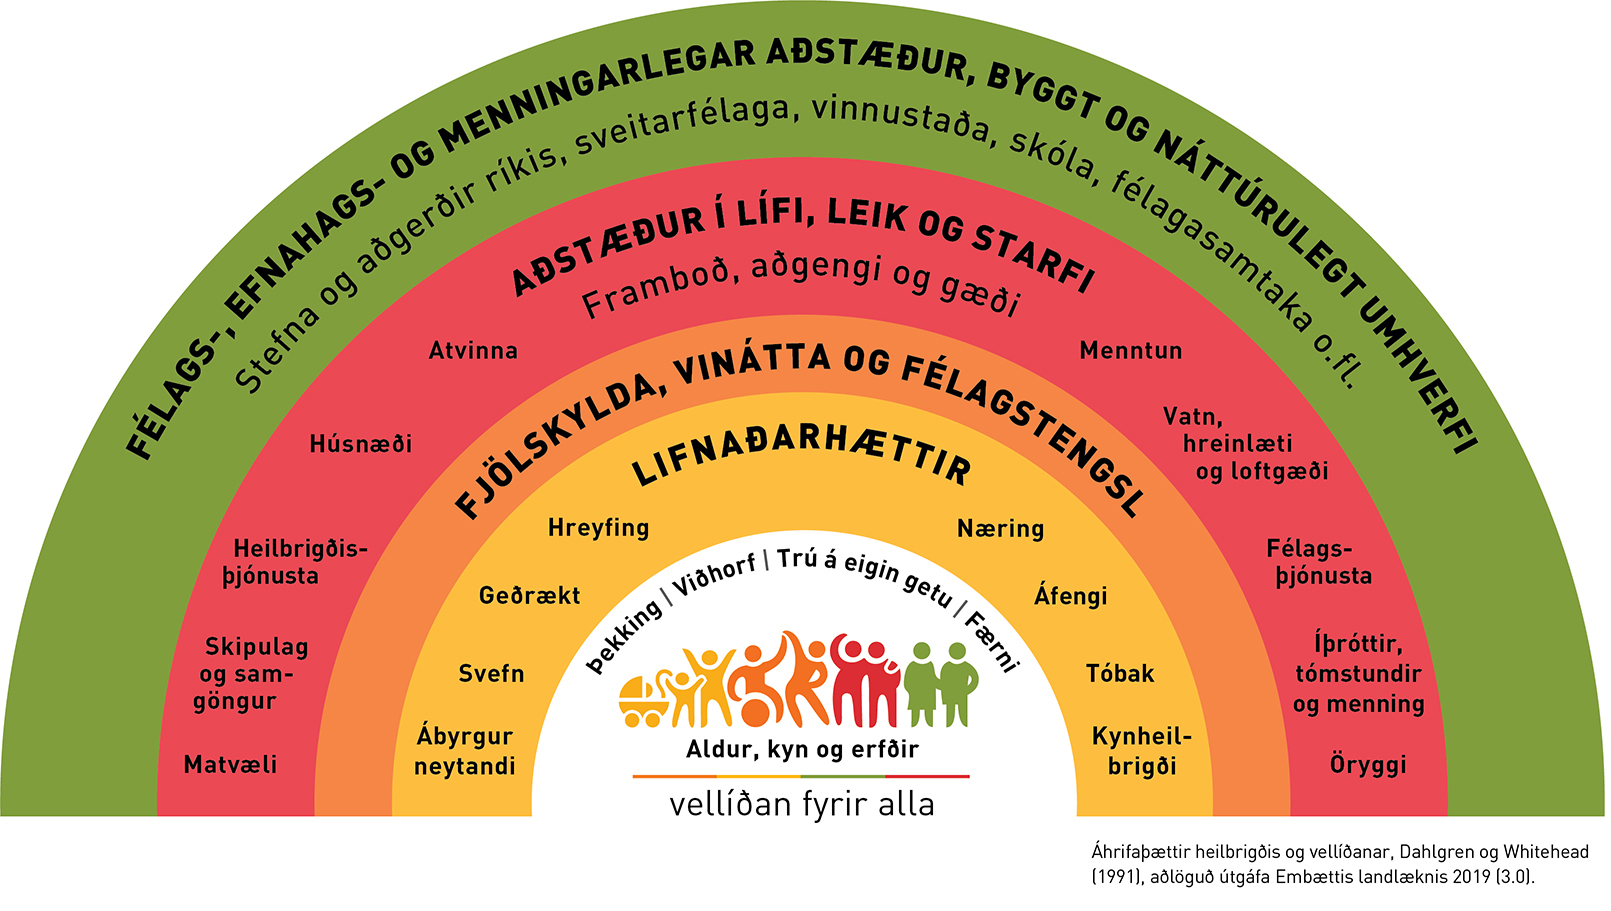 FÉLAGS-, EFNAHAGS- OG MENNINGARLEGAR AÐSTÆÐUR, BYGGT OG NÁTTÚRULEGT UMHVERFI
Stefna og aðgerðir ríkis, sveitarfélaga, vinnustaða, skóla, félagasamtaka o.fl.
AÐSTÆÐUR Í LÍFI, LEIK OG STARFI
Framboð, aðgengi og gæði
Atvinna
Húsnæði
Heilbrigðis-
þjónusta
Skipulag
og sam-
göngur
Matvæli
Menntun
Vatn,
hreinlæti
og loftgæði
Félags-
þjónusta
Íþróttir,
tómstundir
og menning
Öryggi
FJÖLSKYLDA, VINÁTTA OG FÉLAGSTENGSL
LIFNAÐARHÆTTIR
Hreyfing
Geðrækt
Svefn
Ábyrgur
neytandi
Næring
Áfengi
Tóbak
Kynheil-
brigði
Þekking | Viðhorf | Trú á eigin getu | Færni
Aldur, kyn og erfðir
vellíðan fyrir alla
Áhrifaþættir heilbrigðis og vellíðanar, Dahlgren og Whitehead
(1991), aðlöguð útgáfa Embættis landlæknis 2019 (3.0).